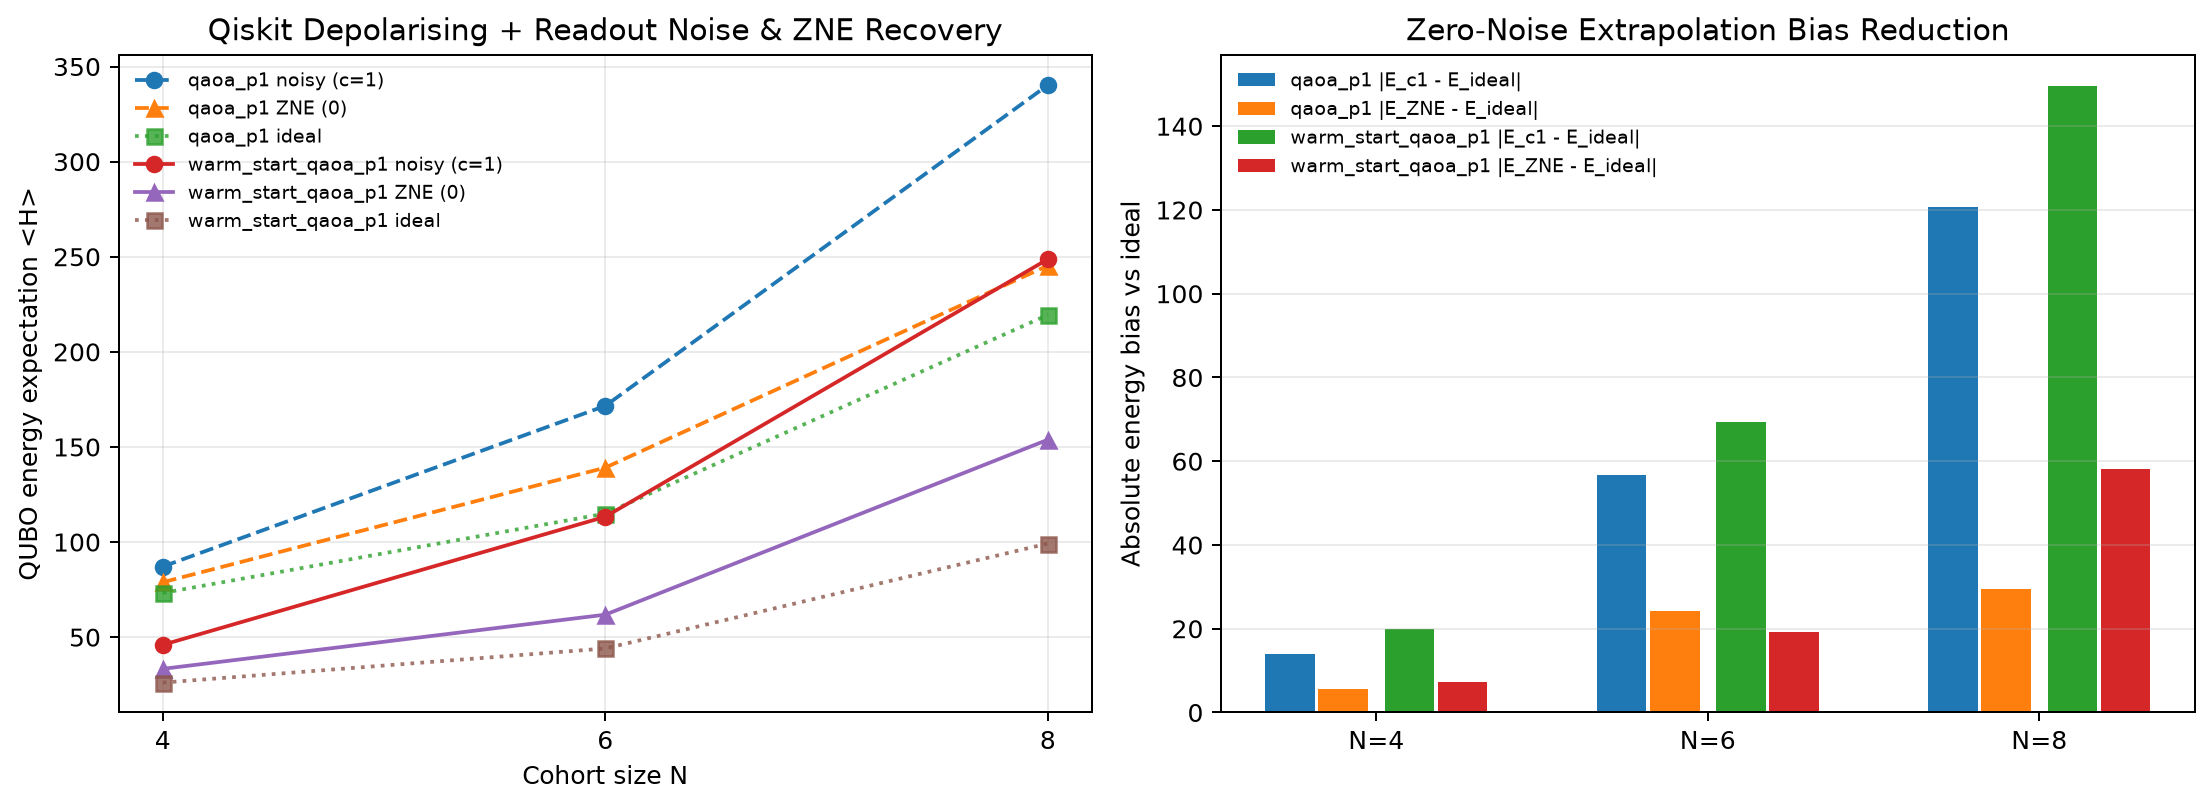 Qiskit Depolarising + Readout Noise & ZNE Recovery
QUBO energy expectation <H>
350
300
250
200
150
100
50
qaoa_p1 noisy (c=1)
qaoa_p1 ZNE (0)
qaoa_p1 ideal
warm_start_qaoa_p1 noisy (c=1)
warm_start_qaoa_p1 ZNE (0)
warm_start_qaoa_p1 ideal
4 6 8
Cohort size N
Zero-Noise Extrapolation Bias Reduction
Absolute energy bias vs ideal
140
120
100
80
60
40
20
0
qaoa_p1 |E_c1 - E_ideal|
qaoa_p1 |E_ZNE - E_ideal|
warm_start_qaoa_p1 |E_c1 - E_ideal|
warm_start_qaoa_p1 |E_ZNE - E_ideal|
N=4 N=6 N=8